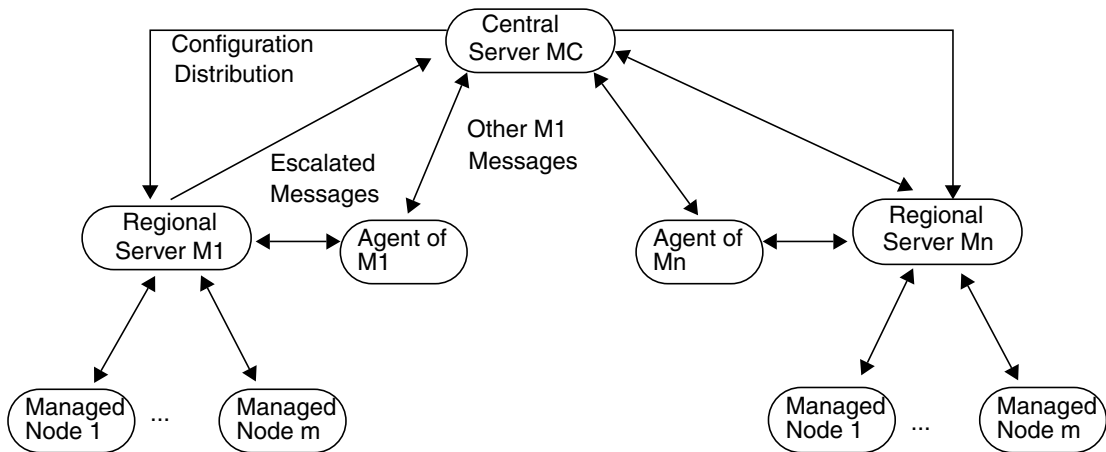 Central
Server MC
Configuration
Distribution
Other M1
Messages
Escalated
Messages
Regional
Server M1
Agent of
M1
Agent of
Mn
Regional
Server Mn
Managed
Node 1
...
Managed
Node m
Managed
Node 1
...
Managed
Node m